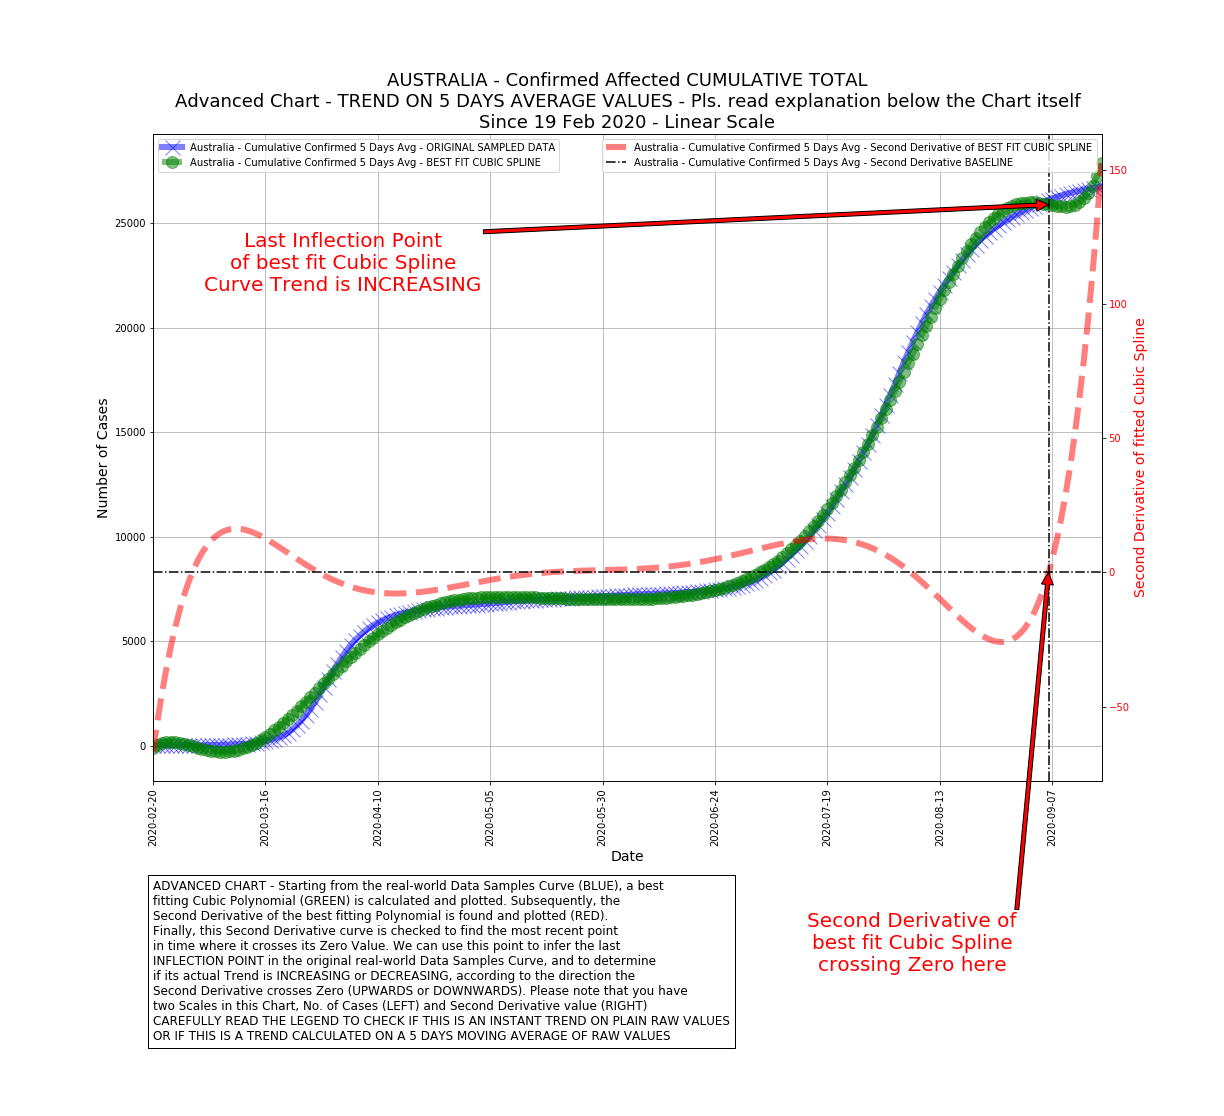 AUSTRALIA - Confirmed Affected CUMULATIVE TOTAL
Advanced Chart - TREND ON 5 DAYS AVERAGE VALUES - Pls. read explanation below the Chart itself
Since 19 Feb 2020 - Linear Scale
Australia - Cumulative Confirmed 5 Days Avg - ORIGINAL SAMPLED DATA
Australia - Cumulative Confirmed 5 Days Avg - BEST FIT CUBIC SPLINE
Australia - Cumulative Confirmed 5 Days Avg - Second Derivative of BEST FIT CUBIC SPLINE
Australia - Cumulative Confirmed 5 Days Avg - Second Derivative BASELINE
Last Inflection Point
of best fit Cubic Spline
Curve Trend is INCREASING
Number of Cases
25000
20000
15000
10000
5000
0
150
100
50
0
−50
Second Derivative of fitted Cubic Spline
2020-02-20
2020-03-16
2020-04-10
2020-05-05
2020-05-30
2020-06-24
2020-07-19
2020-08-13
2020-09-07
Date
ADVANCED CHART - Starting from the real-world Data Samples Curve (BLUE), a best
fitting Cubic Polynomial (GREEN) is calculated and plotted. Subsequently, the
Second Derivative of the best fitting Polynomial is found and plotted (RED).
Finally, this Second Derivative curve is checked to find the most recent point
in time where it crosses its Zero Value. We can use this point to infer the last
INFLECTION POINT in the original real-world Data Samples Curve, and to determine
if its actual Trend is INCREASING or DECREASING, according to the direction the
Second Derivative crosses Zero (UPWARDS or DOWNWARDS). Please note that you have
two Scales in this Chart, No. of Cases (LEFT) and Second Derivative value (RIGHT)
CAREFULLY READ THE LEGEND TO CHECK IF THIS IS AN INSTANT TREND ON PLAIN RAW VALUES
OR IF THIS IS A TREND CALCULATED ON A 5 DAYS MOVING AVERAGE OF RAW VALUES
Second Derivative of
best fit Cubic Spline
crossing Zero here